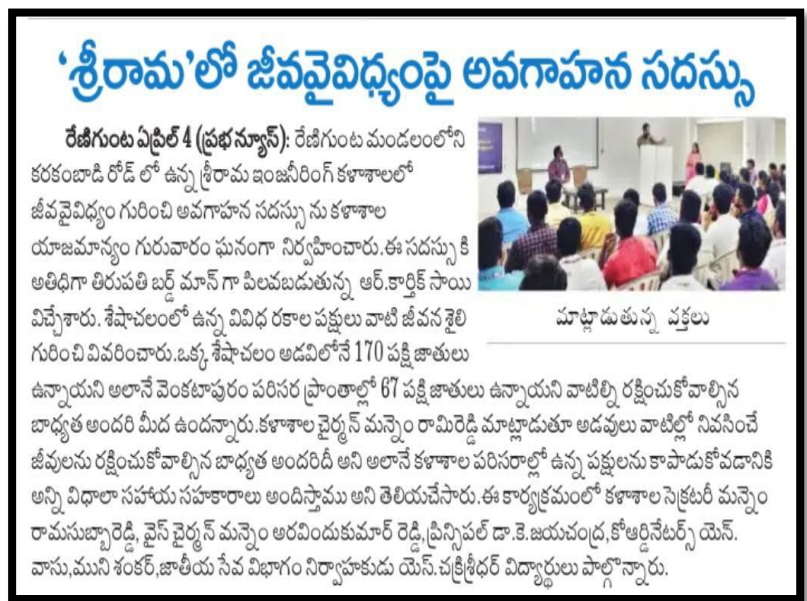 ‘శ్రీరామ’లో జీవవైవిధ్యంపై అవగాహన సదస్సు
రేణిగుంట ఏప్రిల్ 4 (ప్రభన్యూస్): రేణిగుంట మండలంలోని
కరకంబాడి రోడ్ లో ఉన్న శ్రీరామ ఇంజనీరింగ్ కళాశాలలో
జీవవైవిధ్యం గురించి అవగాహన సదస్సు ను కళాశాల
యాజమాన్యం గురువారం ఘనంగా నిర్వహించారు.ఈ సదస్సు కి
అతిథిగా తిరుపతి బర్డ్ మాన్ గా పిలవబడుతున్న ఆర్.కార్తిక్ సాయి
విచ్చేశారు. శేషాచలంలో ఉన్న వివిధ రకాల పక్షులు వాటి జీవన శైలి
గురించి వివరించారు.ఒక్క శేషాచలం అడవిలోనే 170 పక్షి జాతులు
ఉన్నాయని అలానే వెంకటాపురం పరిసర ప్రాంతాల్లో 67 పక్షి జాతులు ఉన్నాయని వాటిల్ని రక్షించుకోవాల్సిన
బాధ్యత అందరి మీద ఉందన్నారు.కళాశాల చైర్మన్ మన్నెం రామిరెడ్డి మాట్లాడుతూ అడవులు వాటిల్లో నివసించే
జీవులను రక్షించుకోవాల్సిన బాధ్యత అందరిదీ అని అలానే కళాశాల పరిసరాల్లో ఉన్న పక్షులను కాపాడుకోవడానికి
అన్ని విధాలా సహాయ సహకారాలు అందిస్తాము అని తెలియచేసారు.ఈ కార్యక్రమంలో కళాశాల సెక్రటరీ మన్నెం
రామసుబ్బారెడ్డి, వైస్ చైర్మన్ మన్నెం అరవిందకుమార్ రెడ్డి,ప్రిన్సిపల్ డా.కె.జయచంద్ర,కోఆర్డినేటర్స్ యెన్.
వాసు,ముని శంకర్,జాతీయ సేవ విభాగం నిర్వాహకుడు యెస్.చక్రిశ్రీధర్ విద్యార్థులు పాల్గొన్నారు.
మాట్లాడుతున్న వక్తలు